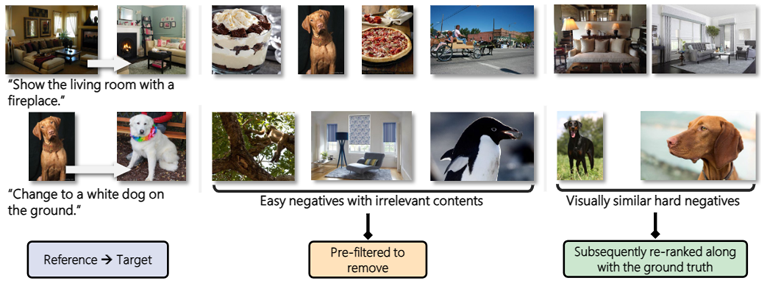 "Show the living room with a
fireplace."
"Change to a white dog on
the ground."
Easy negatives with irrelevant contents
Visually similar hard negatives
Reference → Target
Pre-filtered to
remove
Subsequently re-ranked along
with the ground truth